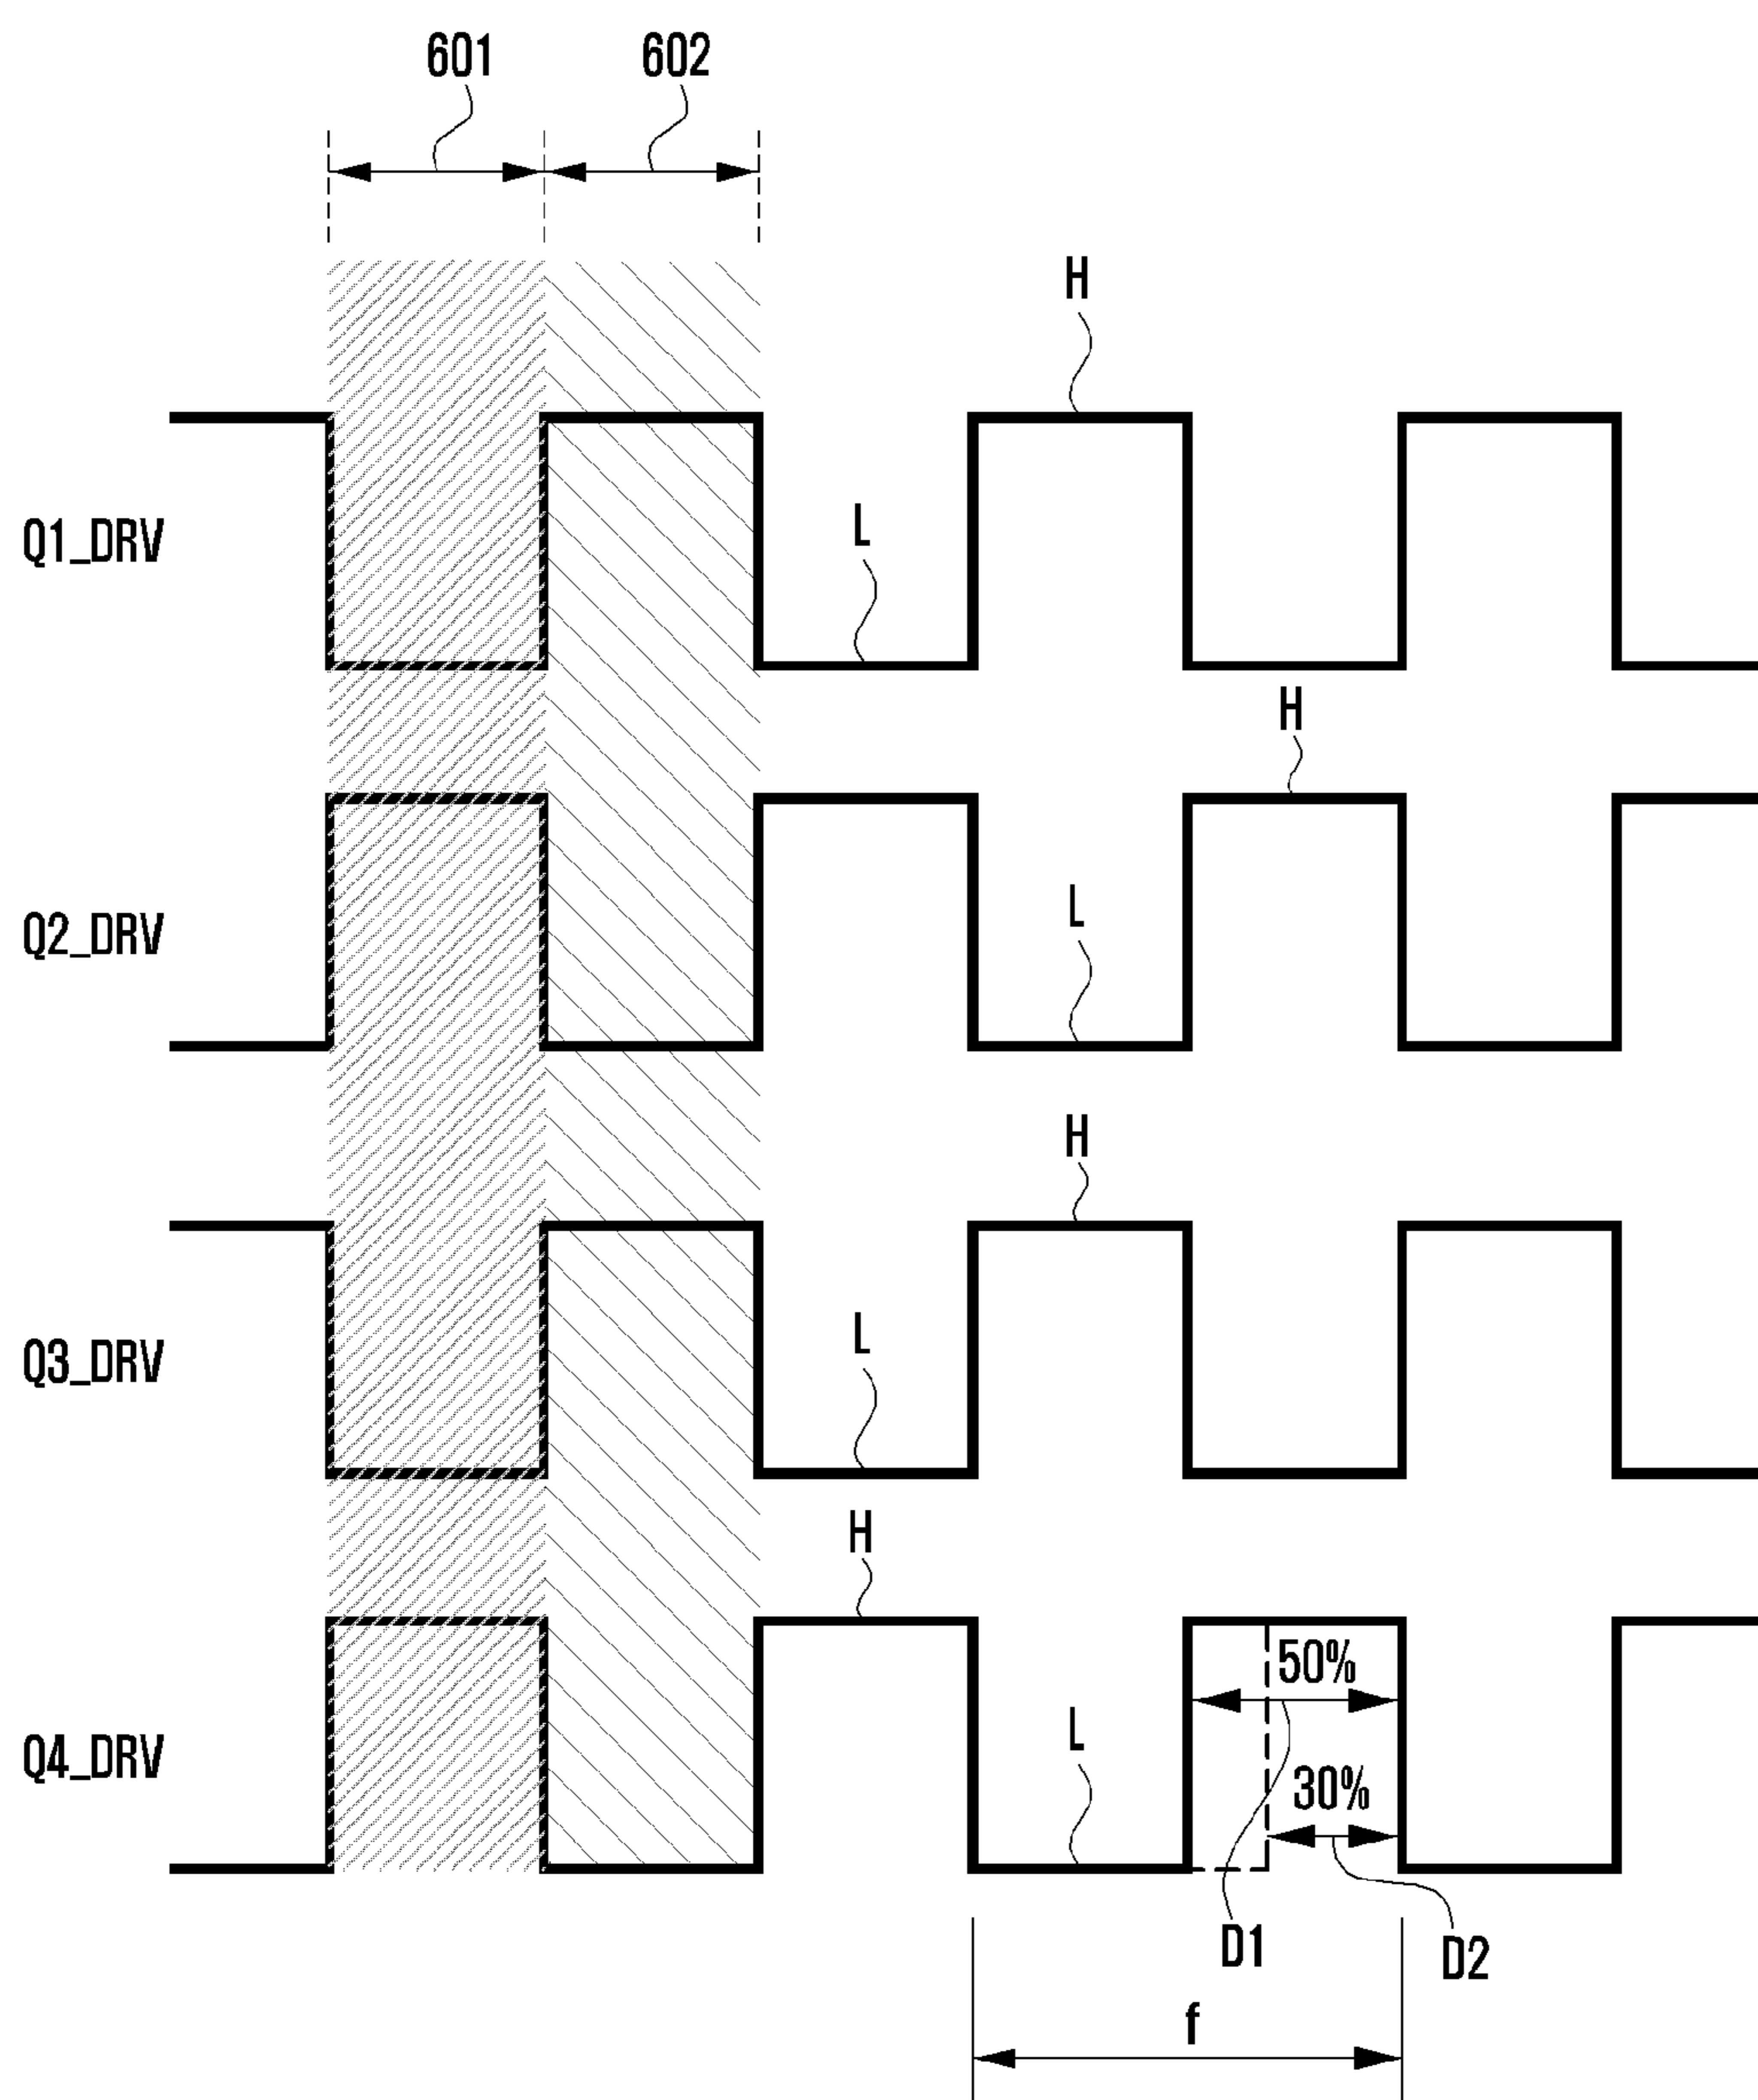 601 602
H
L
Q1_DRV
H
L
Q2_DRV
H
L
Q3_DRV
H
50%
L
Q4_DRV
30%
D1
D2
f